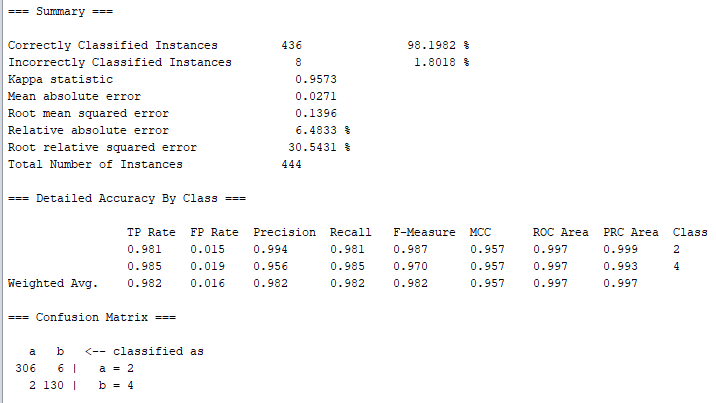 === Summary ===
Correctly Classified Instances 436 98.1982 %
Incorrectly Classified Instances 8 1.8018 %
Kappa statistic 0.9573
Mean absolute error 0.0271
Root mean squared error 0.1396
Relative absolute error 6.4833 %
Root relative squared error 30.5431 %
Total Number of Instances 444
=== Detailed Accuracy By Class ===
TP Rate FP Rate Precision Recall F-Measure MCC ROC Area PRC Area Class
0.981 0.015 0.994 0.981 0.987 0.957 0.997 0.999 2
0.985 0.019 0.956 0.985 0.970 0.957 0.997 0.993 4
Weighted Avg. 0.982 0.016 0.982 0.982 0.982 0.957 0.997 0.997
=== Confusion Matrix ===
a b <-- classified as
306 6 | a = 2
2 130 | b = 4